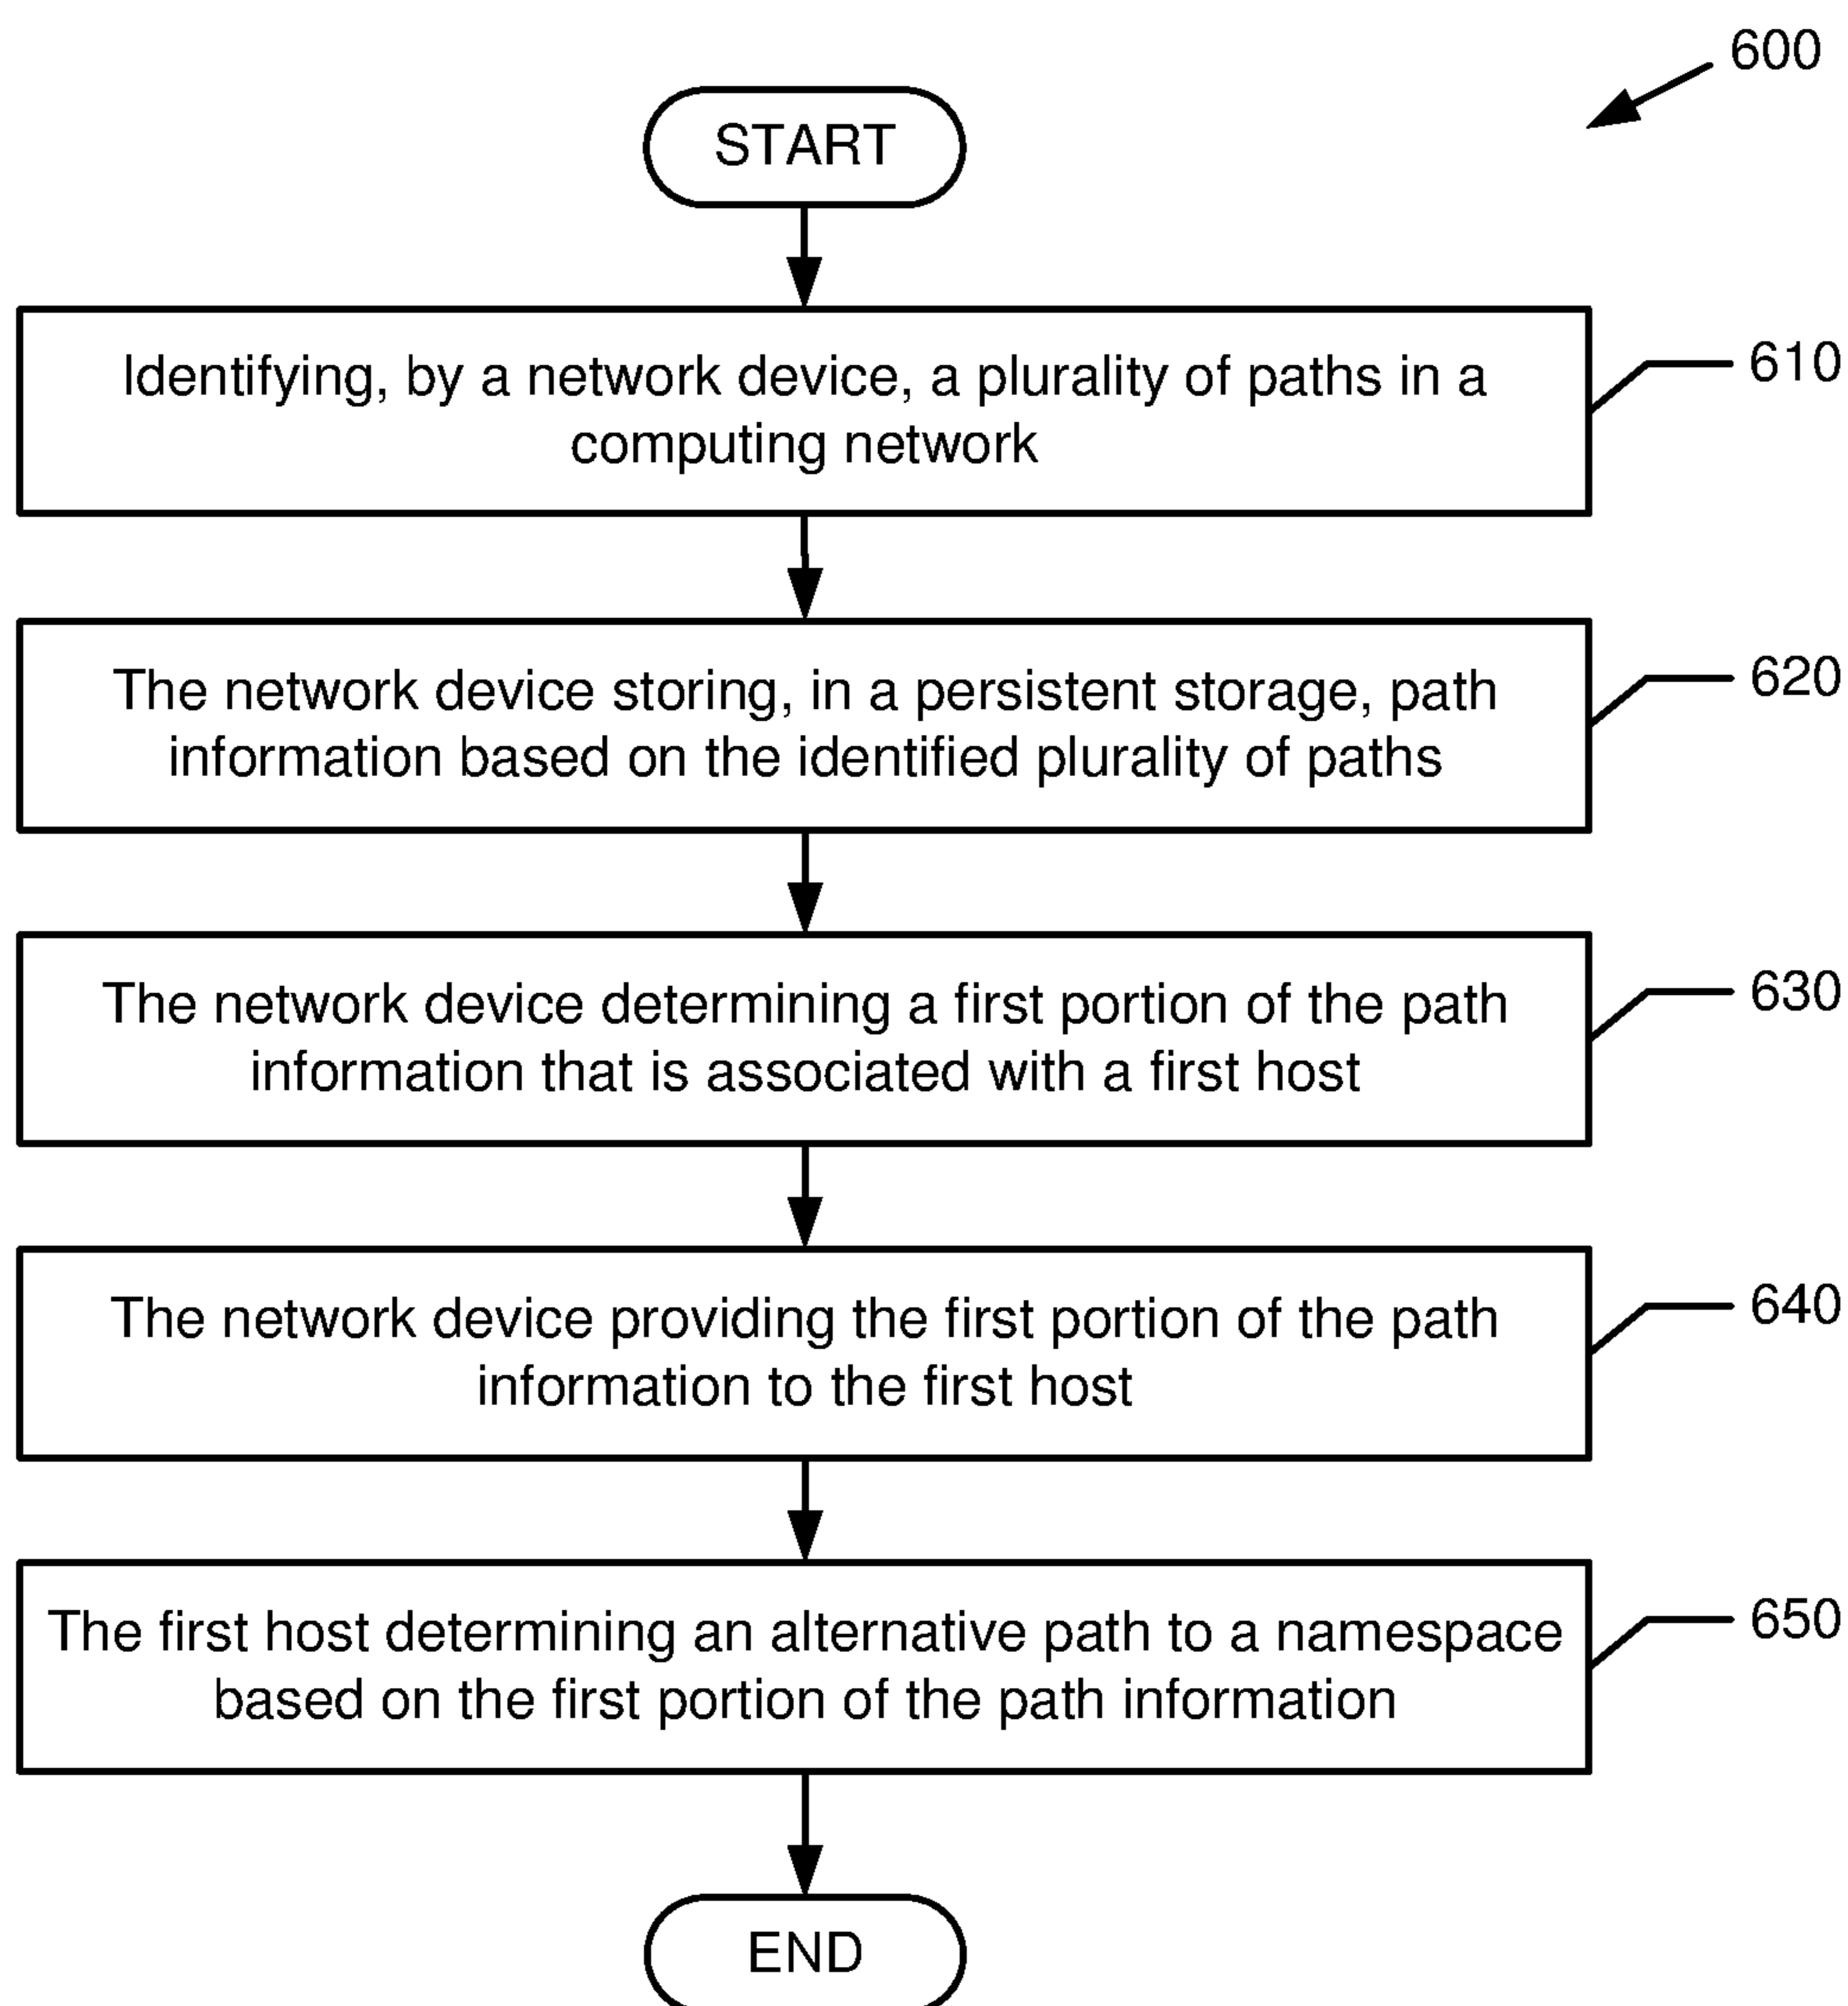 600
START
Identifying, by a network device, a plurality of paths in a
computing network
610
The network device storing, in a persistent storage, path
information based on the identified plurality of paths
620
The network device determining a first portion of the path
information that is associated with a first host
630
The network device providing the first portion of the path
information to the first host
640
The first host determining an alternative path to a namespace
based on the first portion of the path information
650
END